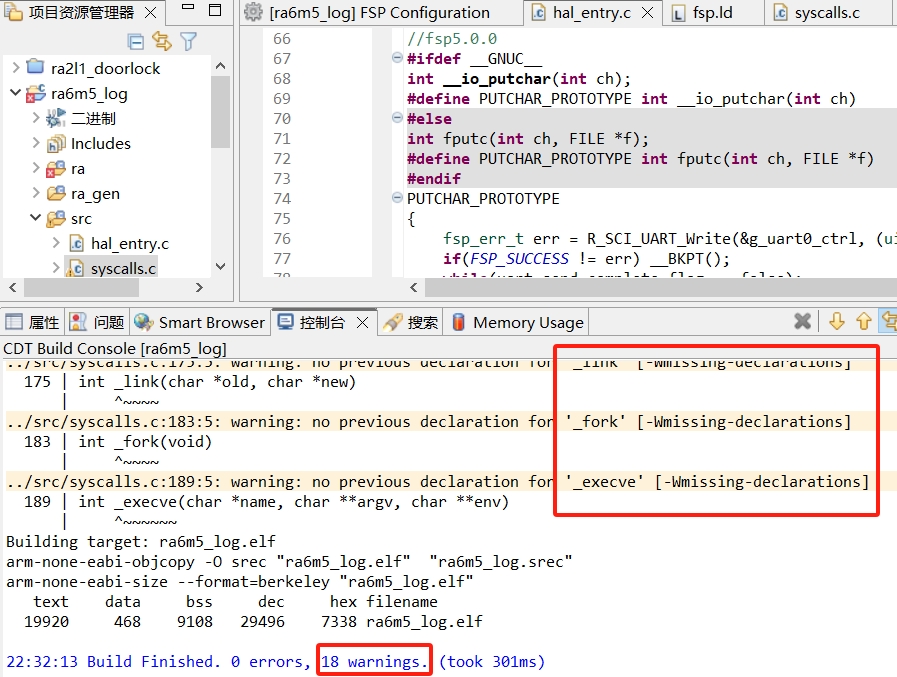 项目资源管理器
[ra6m5_log] FSP Configuration
hal_entry.c
fsp.ld
syscalls.c
ra2l1_doorlock
ra6m5_log
二进制
Includes
ra
ra_gen
src
hal_entry.c
syscalls.c
66 //fsp5.0.0
67 #ifdef __GNUC__
68 int __io_putchar(int ch);
69 #define PUTCHAR_PROTOTYPE int __io_putchar(int ch)
70 #else
71 int fputc(int ch, FILE *f);
72 #define PUTCHAR_PROTOTYPE int fputc(int ch, FILE *f)
73 #endif
74 PUTCHAR_PROTOTYPE
75 {
76 fsp_err_t err = R_SCI_UART_Write(&g_uart0_ctrl, (ui
77 if(FSP_SUCCESS != err) __BKPT();
属性
问题
Smart Browser
控制台
搜索
Memory Usage
CDT Build Console [ra6m5_log]
../src/syscalls.c:175:5: warning: no previous declaration for '_link' [-Wmissing-declarations]
175 | int _link(char *old, char *new)
| ^~~~~
../src/syscalls.c:183:5: warning: no previous declaration for '_fork' [-Wmissing-declarations]
183 | int _fork(void)
| ^~~~~
../src/syscalls.c:189:5: warning: no previous declaration for '_execve' [-Wmissing-declarations]
189 | int _execve(char *name, char **argv, char **env)
| ^~~~~~~
Building target: ra6m5_log.elf
arm-none-eabi-objcopy -O srec "ra6m5_log.elf" "ra6m5_log.srec"
arm-none-eabi-size --format=berkeley "ra6m5_log.elf"
text data bss dec hex filename
19920 468 9108 29496 7338 ra6m5_log.elf
22:32:13 Build Finished. 0 errors, 18 warnings. (took 301ms)